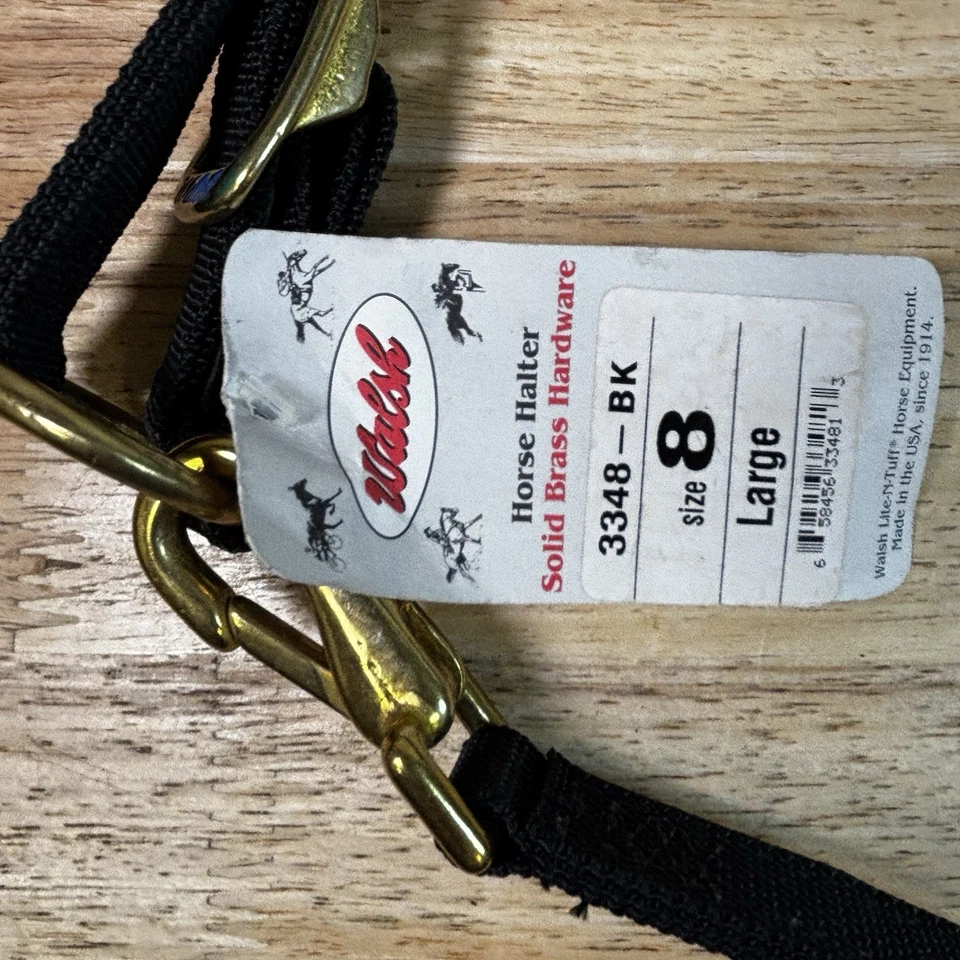 Walsh
Horse Halter
Solid Brass Hardware
3348 – BK
size 8
Large
6 58456 33481 3
Walsh Lite-N-Tuff® Horse Equipment.
Made in the USA, since 1914.